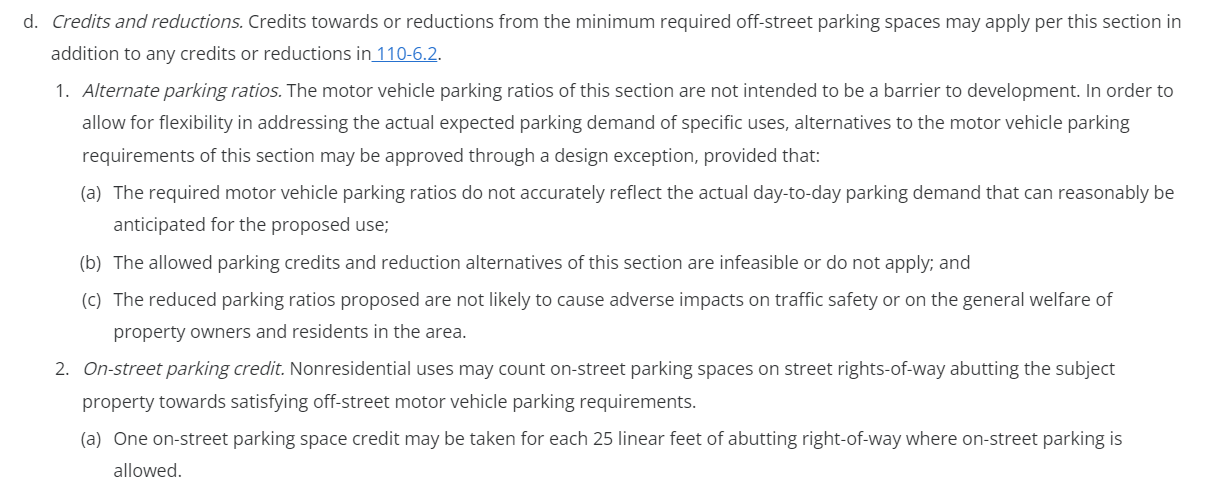 d. Credits and reductions. Credits towards or reductions from the minimum required off-street parking spaces may apply per this section in
addition to any credits or reductions in 110-6.2.
1. Alternate parking ratios. The motor vehicle parking ratios of this section are not intended to be a barrier to development. In order to
allow for flexibility in addressing the actual expected parking demand of specific uses, alternatives to the motor vehicle parking
requirements of this section may be approved through a design exception, provided that:
(a) The required motor vehicle parking ratios do not accurately reflect the actual day-to-day parking demand that can reasonably be
anticipated for the proposed use;
(b) The allowed parking credits and reduction alternatives of this section are infeasible or do not apply; and
(c) The reduced parking ratios proposed are not likely to cause adverse impacts on traffic safety or on the general welfare of
property owners and residents in the area.
2. On-street parking credit. Nonresidential uses may count on-street parking spaces on street rights-of-way abutting the subject
property towards satisfying off-street motor vehicle parking requirements.
(a) One on-street parking space credit may be taken for each 25 linear feet of abutting right-of-way where on-street parking is
allowed.